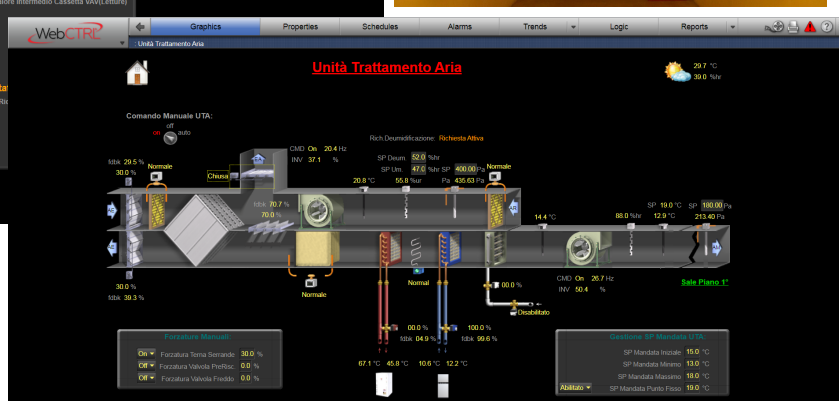 ore Intermedio Cassetta VAV(Letture)
WebCTRL
Graphics Properties Schedules Alarms Trends Logic Reports
: Unità Trattamento Aria
Unità Trattamento Aria
29.7 °C
39.0 %hr
Comando Manuale UTA:
off
on auto
Rich.Deumidificazione: Richiesta Attiva
CMD On 20.4 Hz
INV 37.1 %
SP Deum 52.0 %hr
SP Um. 47.0 %hr SP 400.00 Pa
fdbk 29.5 %
30.0 %
Normale
Chiusa
20.8 °C 55.8 %ur Pa 435.63 Pa
Normale
fdbk 70.7 %
70.0 %
SP 19.0 °C SP 180.00 Pa
14.4 °C 88.0 %hr 12.9 °C 213.40 Pa
30.0 %
fdbk 39.3 %
Normale
Normal
00.0 %
CMD On 26.7 Hz
INV 50.4 %
Sale Piano 1°
Disabilitato
00.0 % 100.0 %
fdbk 04.9 % fdbk 99.6 %
67.1 °C 45.8 °C 10.6 °C 12.2 °C
Forzature Manuali:
On Forzatura Terna Serrande 30.0 %
Off Forzatura Valvola PreRisc 0.0 %
Off Forzatura Valvola Freddo 0.0 %
Gestione SP Mandata UTA:
SP Mandata Iniziale 15.0 °C
SP Mandata Minimo 13.0 °C
SP Mandata Massimo 18.0 °C
Abilitato SP Mandata Punto Fisso 19.0 °C